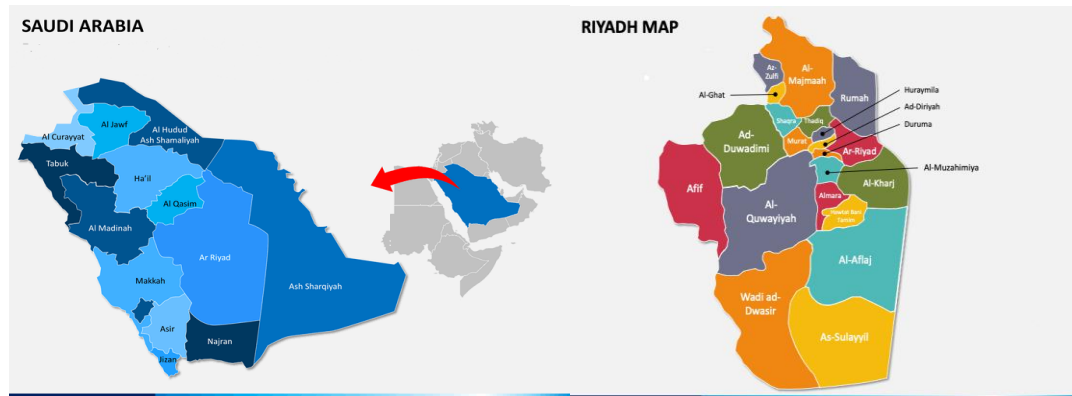 SAUDI ARABIA
Al Jawf
Al Curayyat
Al Hudud
Ash Shamaliyah
Tabuk
Ha'il
Al Qasim
Al Madinah
Ar Riyad
Makkah
Ash Sharqiyah
Asir
Najran
Jizan
RIYADH MAP
Az-
Zulfi
Al-
Majmaah
Al-Ghat
Rumah
Huraymila
Ad-Diriyah
Duruma
Shaqra
Thadiq
Ad-
Duwadimi
Murat
Ar-Riyad
Al-Muzahimiya
Afif
Al-Kharj
Al-
Quwayiyah
Almara
Hawtat Bani
Tamim
Al-Aflaj
Wadi ad-
Dwasir
As-Sulayyil